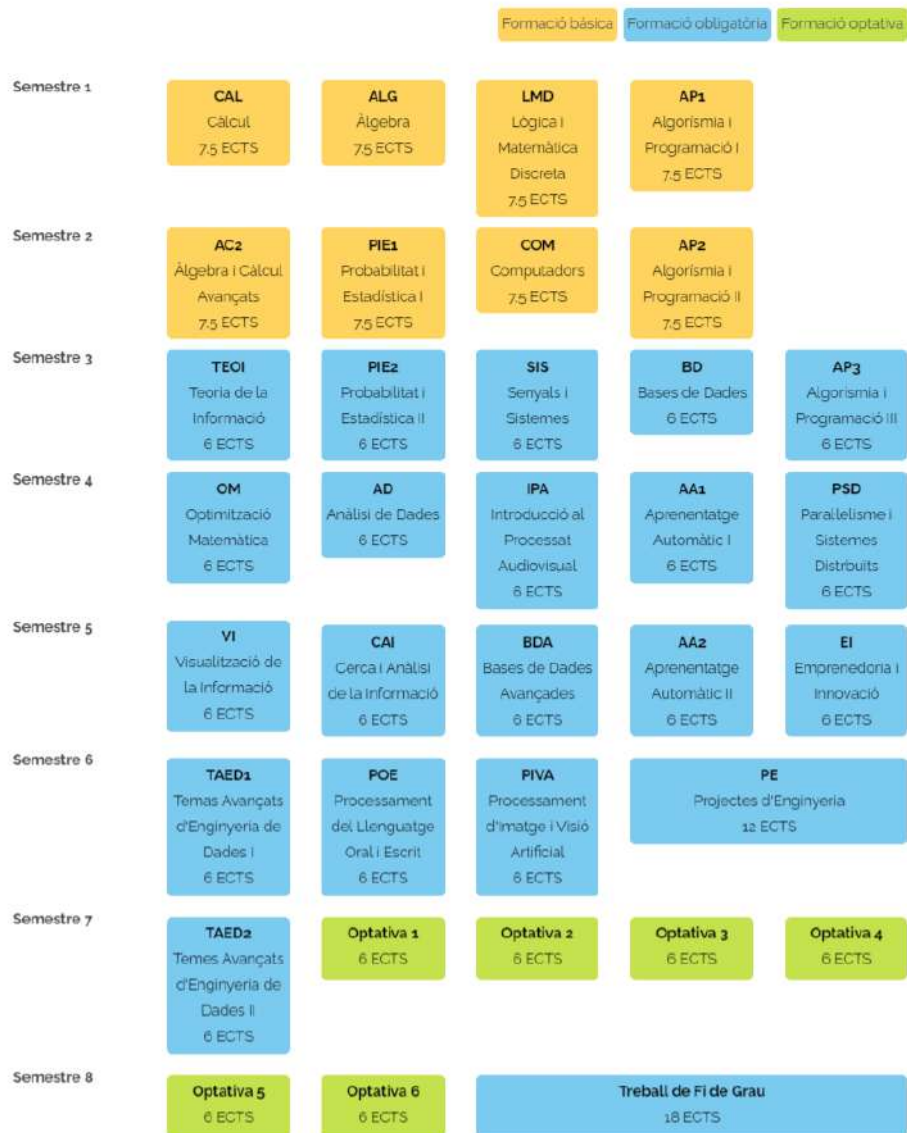 Formació bàsica Formació obligatòria Formació optativa
Semestre 1
CAL
Càlcul
7,5 ECTS
ALG
Àlgebra
7,5 ECTS
LMD
Lògica i
Matemàtica
Discreta
7,5 ECTS
AP1
Algorísmia i
Programació I
7,5 ECTS
Semestre 2
AC2
Àlgebra i Càlcul
Avançats
7,5 ECTS
PIE1
Probabilitat i
Estadística I
7,5 ECTS
COM
Computadors
7,5 ECTS
AP2
Algorísmia i
Programació II
7,5 ECTS
Semestre 3
TEOI
Teoria de la
Informació
6 ECTS
PIE2
Probabilitat i
Estadística II
6 ECTS
SIS
Senyals i
Sistemes
6 ECTS
BD
Bases de Dades
6 ECTS
AP3
Algorismia i
Programació III
6 ECTS
Semestre 4
OM
Optimització
Matemàtica
6 ECTS
AD
Anàlisi de Dades
6 ECTS
IPA
Introducció al
Processat
Audiovisual
6 ECTS
AA1
Aprenentatge
Automàtic I
6 ECTS
PSD
Paral·lelisme i
Sistemes
Distrbuïts
6 ECTS
Semestre 5
VI
Visualització de
la Informació
6 ECTS
CAI
Cerca i Anàlisi
de la Informació
6 ECTS
BDA
Bases de Dades
Avançades
6 ECTS
AA2
Aprenentatge
Automàtic II
6 ECTS
EI
Emprenedoria i
Innovació
6 ECTS
Semestre 6
TAED1
Temas Avançats
d'Enginyeria de
Dades I
6 ECTS
POE
Processament
del Llenguatge
Oral i Escrit
6 ECTS
PIVA
Processament
d'Imatge i Visió
Artificial
6 ECTS
PE
Projectes d'Enginyeria
12 ECTS
Semestre 7
TAED2
Temes Avançats
d'Enginyeria de
Dades II
6 ECTS
Optativa 1
6 ECTS
Optativa 2
6 ECTS
Optativa 3
6 ECTS
Optativa 4
6 ECTS
Semestre 8
Optativa 5
6 ECTS
Optativa 6
6 ECTS
Treball de Fi de Grau
18 ECTS